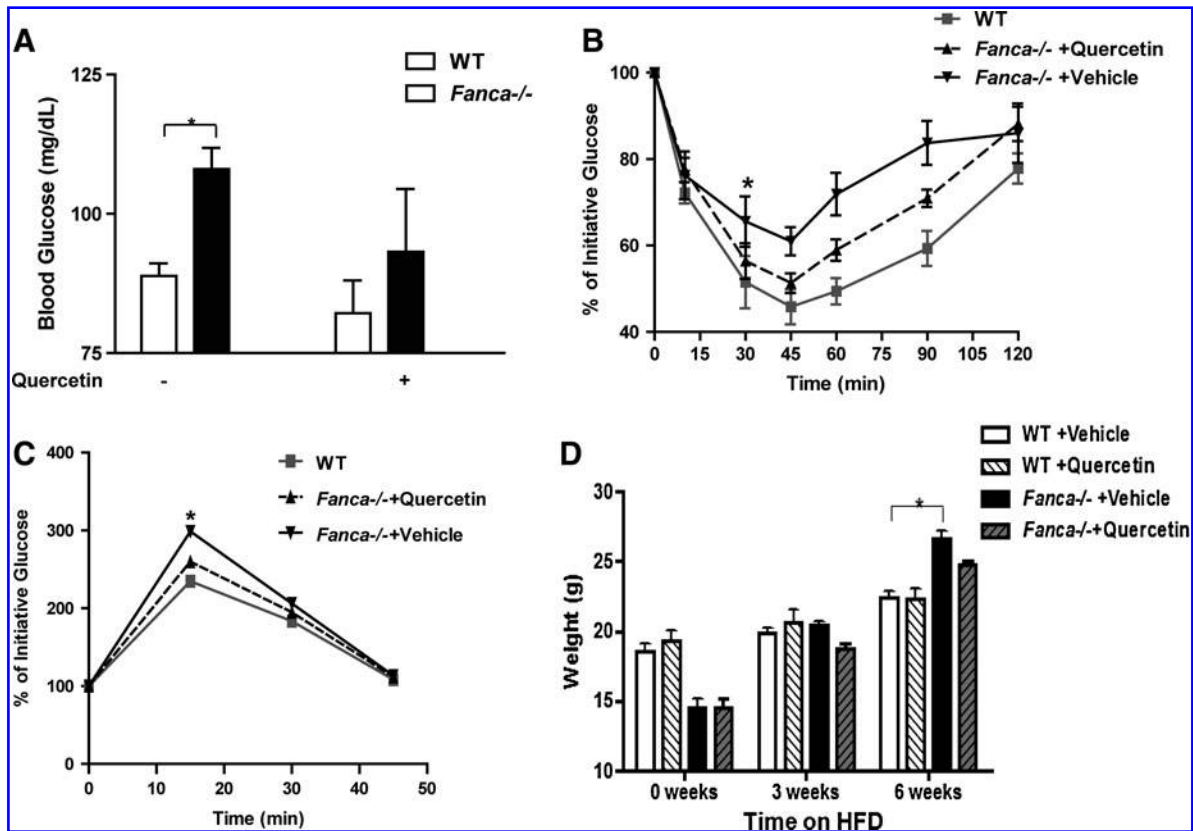 A
WT
Fanca-/-
125
100
75
Blood Glucose (mg/dL)
*
Quercetin
-
+
B
WT
Fanca-/- +Quercetin
Fanca-/- +Vehicle
100
80
60
40
% of Initiative Glucose
*
0 15 30 45 60 75 90 105 120
Time (min)
C
WT
Fanca-/-+Quercetin
Fanca-/-+Vehicle
400
300
200
100
0
% of Initiative Glucose
*
0 10 20 30 40 50
Time (min)
D
WT +Vehicle
WT +Quercetin
Fanca-/- +Vehicle
Fanca-/-+Quercetin
30
25
20
15
10
Weight (g)
*
0 weeks 3 weeks 6 weeks
Time on HFD